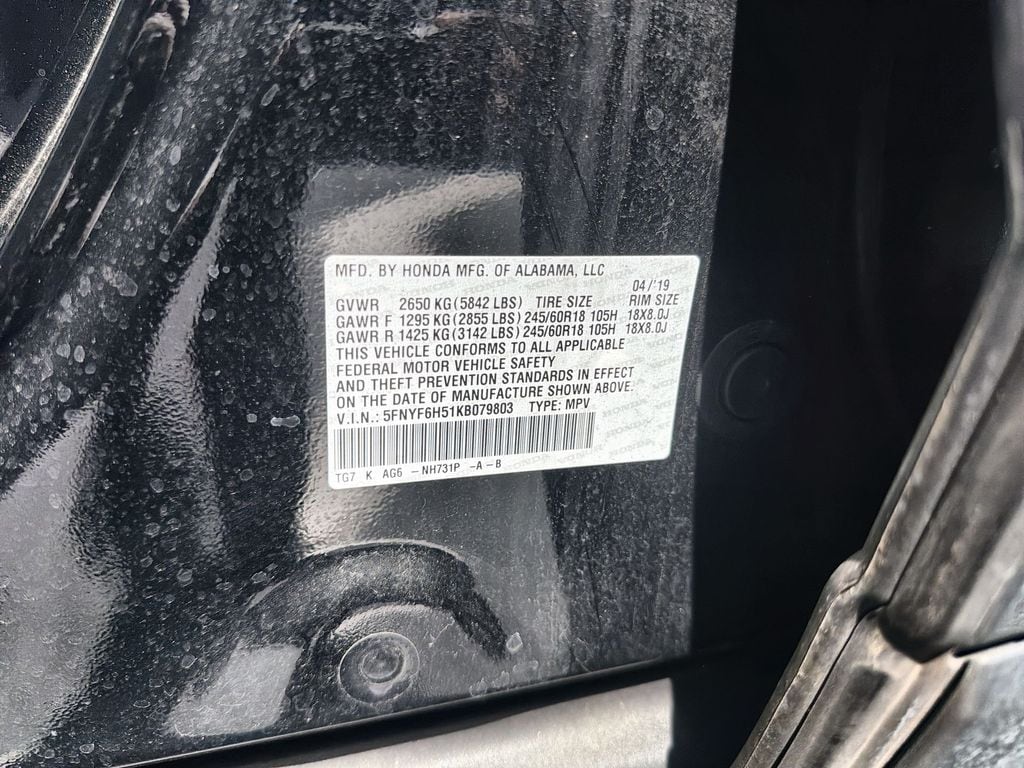 MFD. BY HONDA MFG. OF ALABAMA, LLC
04/'19
GVWR 2650 KG (5842 LBS) TIRE SIZE RIM SIZE
GAWR F 1295 KG (2855 LBS) 245/60R18 105H 18X8.0J
GAWR R 1425 KG (3142 LBS) 245/60R18 105H 18X8.0J
THIS VEHICLE CONFORMS TO ALL APPLICABLE
FEDERAL MOTOR VEHICLE SAFETY
AND THEFT PREVENTION STANDARDS IN EFFECT
ON THE DATE OF MANUFACTURE SHOWN ABOVE.
V.I.N.: 5FNYF6H51KB079803 TYPE: MPV
TG7 K AG6 - NH731P -A-B